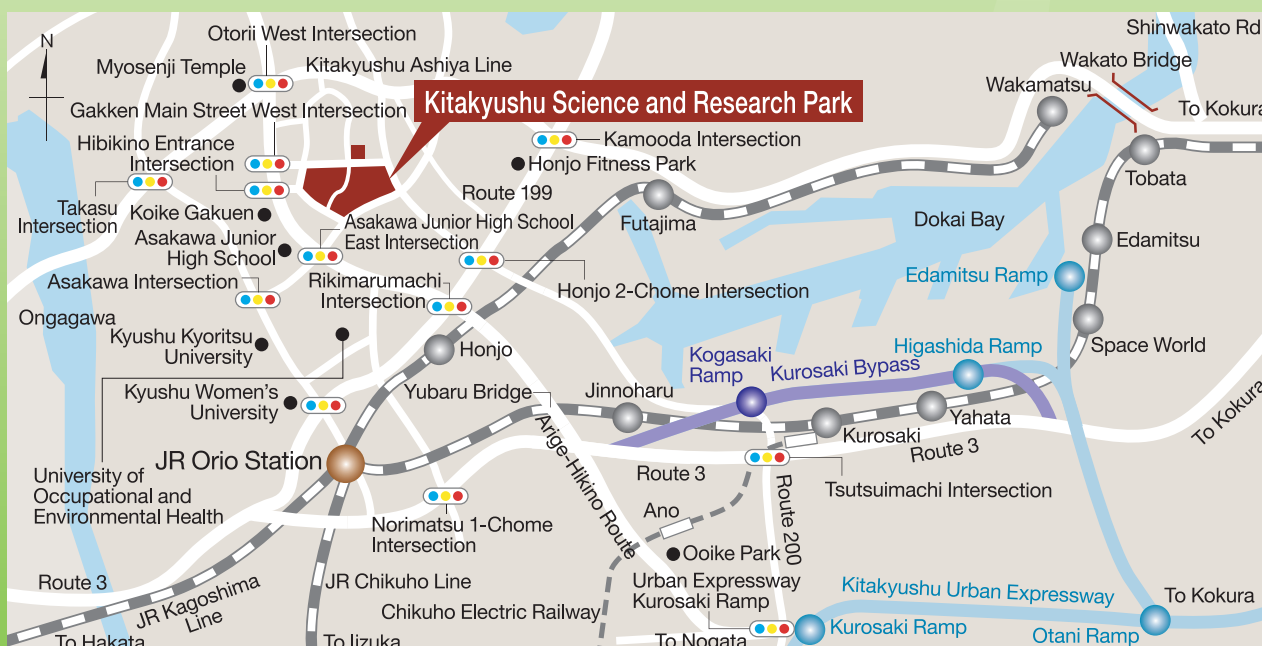 Otorii West Intersection
Shinwakato Rd
N
Myosenji Temple
Kitakyushu Ashiya Line
Wakato Bridge
Wakamatsu
Gakken Main Street West Intersection
Kitakyushu Science and Research Park
To Kokura
Hibikino Entrance
Intersection
Kamooda Intersection
Honjo Fitness Park
Route 199
Tobata
Takasu
Intersection
Koike Gakuen
Asakawa Junior High School
East Intersection
Futajima
Dokai Bay
Asakawa Junior
High School
Edamitsu
Asakawa Intersection
Rikimarumachi
Intersection
Honjo 2-Chome Intersection
Edamitsu Ramp
Ongagawa
Kyushu Kyoritsu
University
Honjo
Kogasaki
Ramp
Kurosaki Bypass
Higashida Ramp
Space World
Kyushu Women's
University
Yubaru Bridge
Jinnoharu
Yahata
To Kokura
Kurosaki
Route 3
Arige-Hikino Route
JR Orio Station
Route 3
University of
Occupational and
Environmental Health
Tsutsuimachi Intersection
Route 200
Norimatsu 1-Chome
Intersection
Ano
Ooike Park
Route 3
JR Kagoshima
Line
JR Chikuho Line
Chikuho Electric Railway
Urban Expressway
Kurosaki Ramp
Kitakyushu Urban Expressway
To Kokura
Kurosaki Ramp
Otani Ramp
To Hakata
To Iizuka
To Nogata